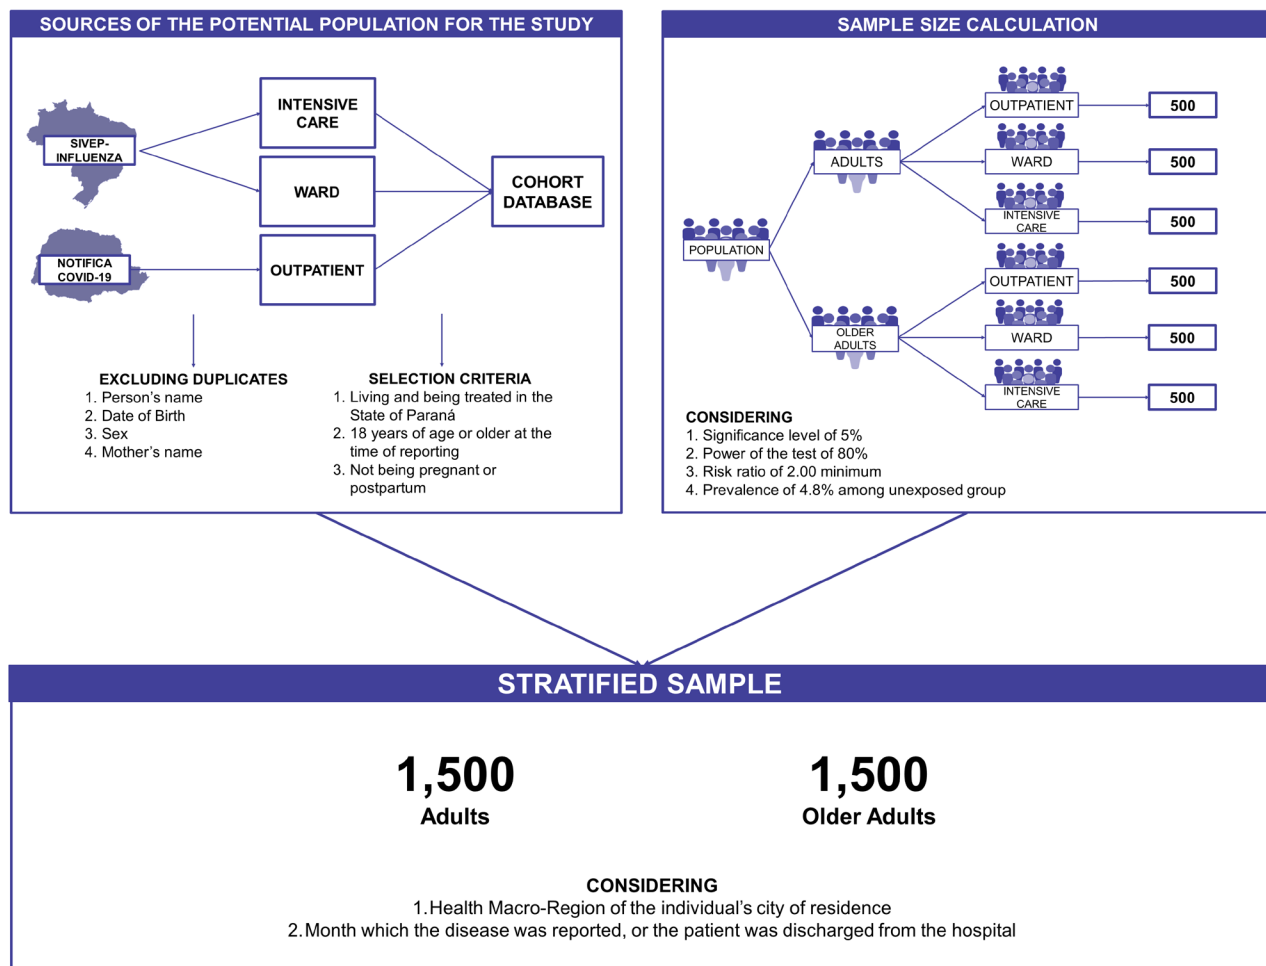 SOURCES OF THE POTENTIAL POPULATION FOR THE STUDY
SIVEP-
INFLUENZA
NOTIFICA
COVID-19
INTENSIVE
CARE
WARD
OUTPATIENT
COHORT
DATABASE
EXCLUDING DUPLICATES
1. Person's name
2. Date of Birth
3. Sex
4. Mother's name
SELECTION CRITERIA
1. Living and being treated in the
State of Paraná
2. 18 years of age or older at the
time of reporting
3. Not being pregnant or
postpartum
SAMPLE SIZE CALCULATION
POPULATION
ADULTS
OUTPATIENT
500
WARD
500
INTENSIVE
CARE
500
OLDER
ADULTS
OUTPATIENT
500
WARD
500
INTENSIVE
CARE
500
CONSIDERING
1. Significance level of 5%
2. Power of the test of 80%
3. Risk ratio of 2.00 minimum
4. Prevalence of 4.8% among unexposed group
STRATIFIED SAMPLE
1,500
Adults
1,500
Older Adults
CONSIDERING
1.Health Macro-Region of the individual's city of residence
2.Month which the disease was reported, or the patient was discharged from the hospital